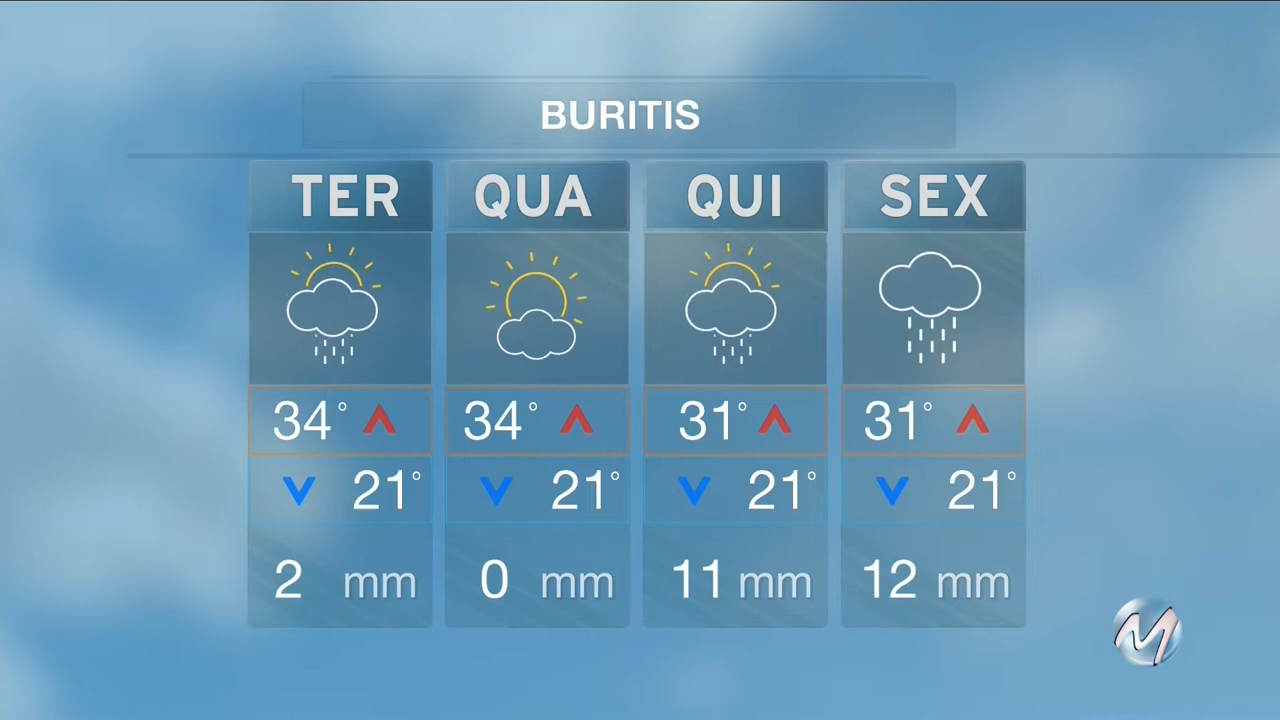 BURITIS
TER QUA QUI SEX
34° 34° 31° 31°
21° 21° 21° 21°
2 mm 0 mm 11 mm 12 mm
M